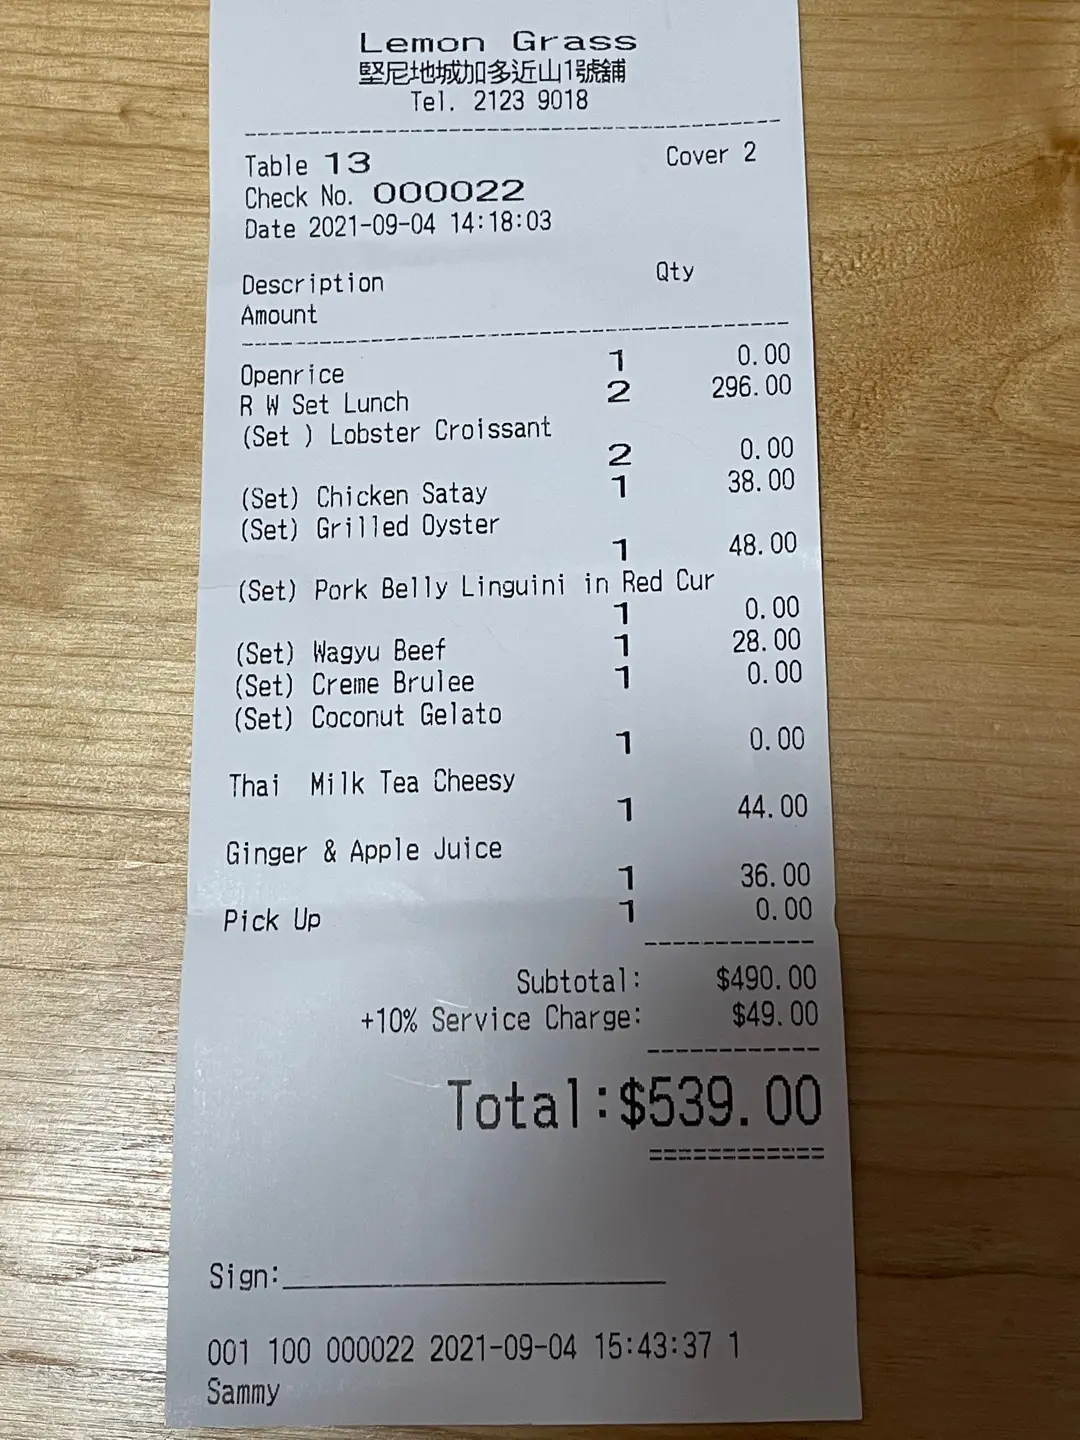 Lemon Grass
堅尼地城加多近山1號舖
Tel. 2123 9018
Table 13 Cover 2
Check No. 000022
Date 2021-09-04 14:18:03
Description Qty
Amount
Openrice 1 0.00
R W Set Lunch 2 296.00
(Set ) Lobster Croissant
2 0.00
(Set) Chicken Satay 1 38.00
(Set) Grilled Oyster
1 48.00
(Set) Pork Belly Linguini in Red Cur
1 0.00
(Set) Wagyu Beef 1 28.00
(Set) Creme Brulee 1 0.00
(Set) Coconut Gelato
1 0.00
Thai Milk Tea Cheesy
1 44.00
Ginger & Apple Juice
1 36.00
Pick Up 1 0.00
Subtotal: $490.00
+10% Service Charge: $49.00
Total:$539.00
Sign:
001 100 000022 2021-09-04 15:43:37 1
Sammy